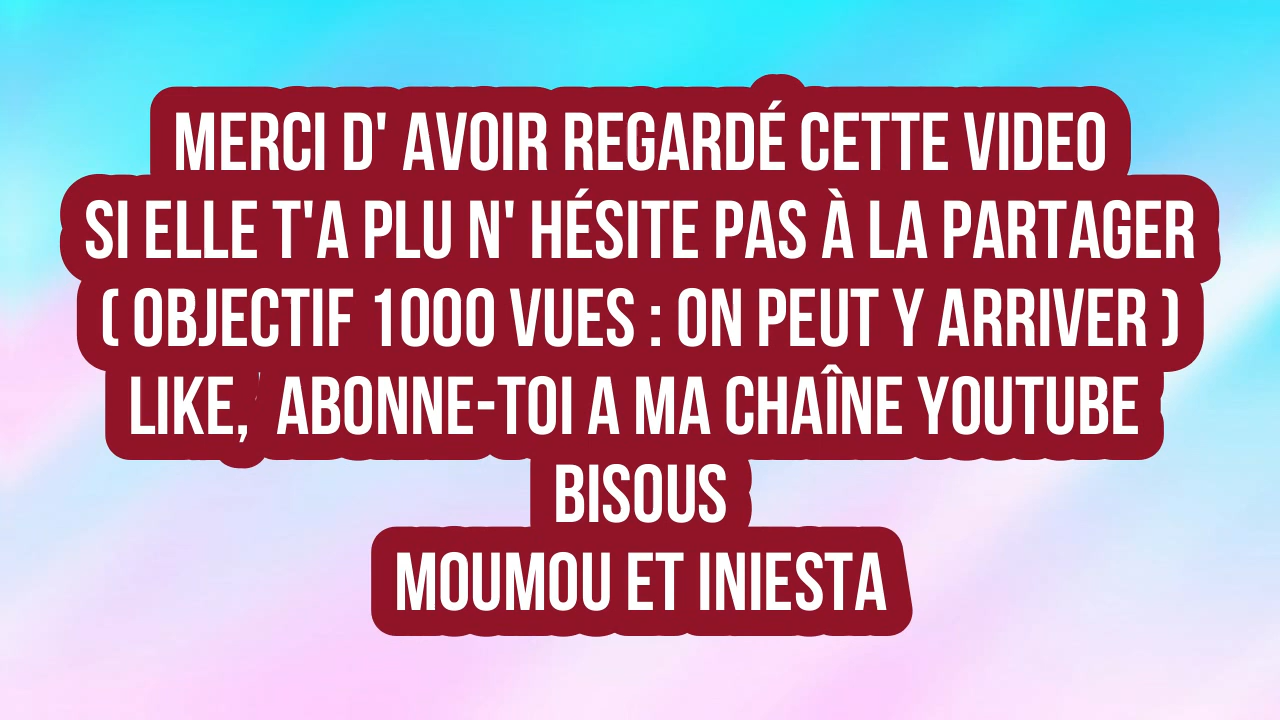 MERCI D' AVOIR REGARDÉ CETTE VIDEO
SI ELLE T'A PLU N' HÉSITE PAS À LA PARTAGER
( OBJECTIF 1000 VUES : ON PEUT Y ARRIVER )
LIKE, ABONNE-TOI A MA CHAÎNE YOUTUBE
BISOUS
MOUMOU ET INIESTA